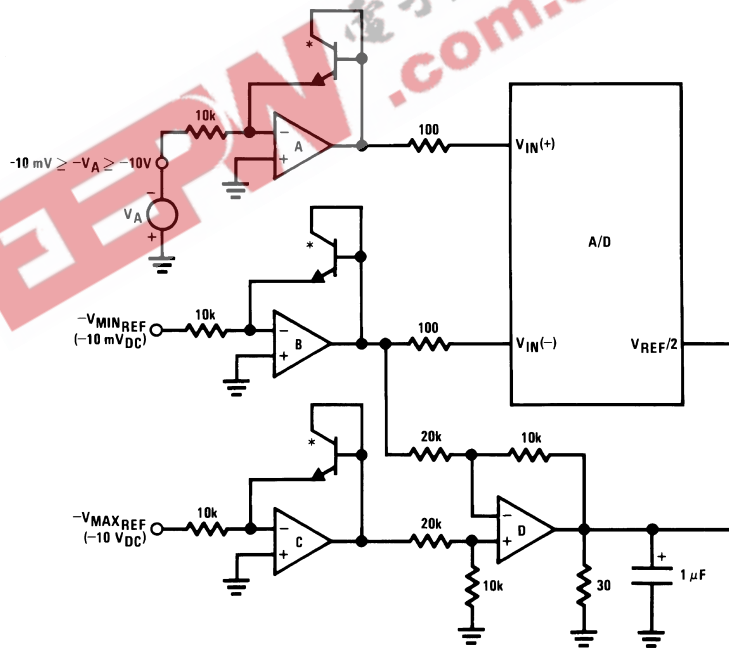 EEPW
.com.c
*
10k
-10 mV ≥ -VA ≥ -10V
−
VA
+
−
+
A
100
VIN(+)
A/D
*
10k
−VMINREF
(−10 mVDC)
−
+
B
100
VIN(−)
VREF/2
*
20k
10k
10k
−VMAXREF
(−10 VDC)
−
+
C
20k
−
+
D
10k
30
+
1 μF